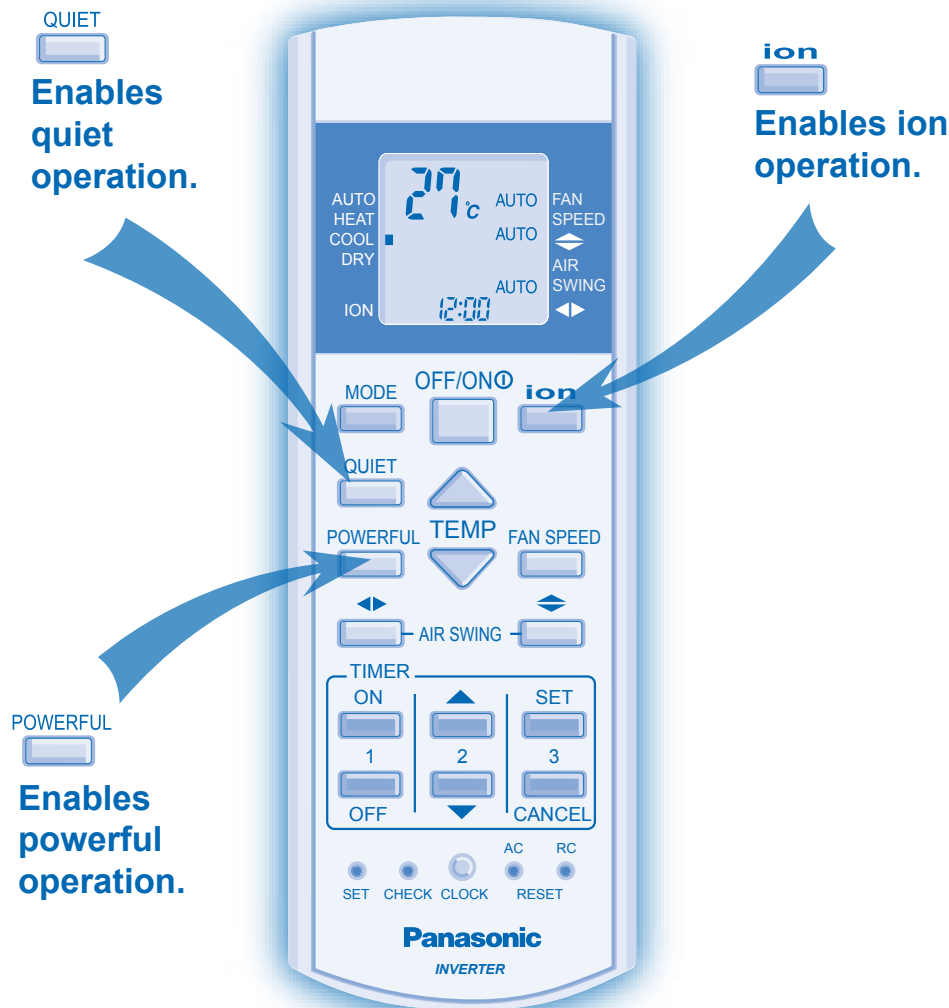 QUIET
Enables
quiet
operation.
ion
Enables ion
operation.
27°C
AUTO
AUTO
AUTO
12:00
AUTO
HEAT
COOL
DRY
ION
FAN
SPEED
AIR
SWING
MODE
OFF/ON
ion
QUIET
POWERFUL
TEMP
FAN SPEED
AIR SWING
TIMER
ON
SET
1
2
3
OFF
CANCEL
AC
RC
SET
CHECK
CLOCK
RESET
Panasonic
INVERTER
POWERFUL
Enables
powerful
operation.